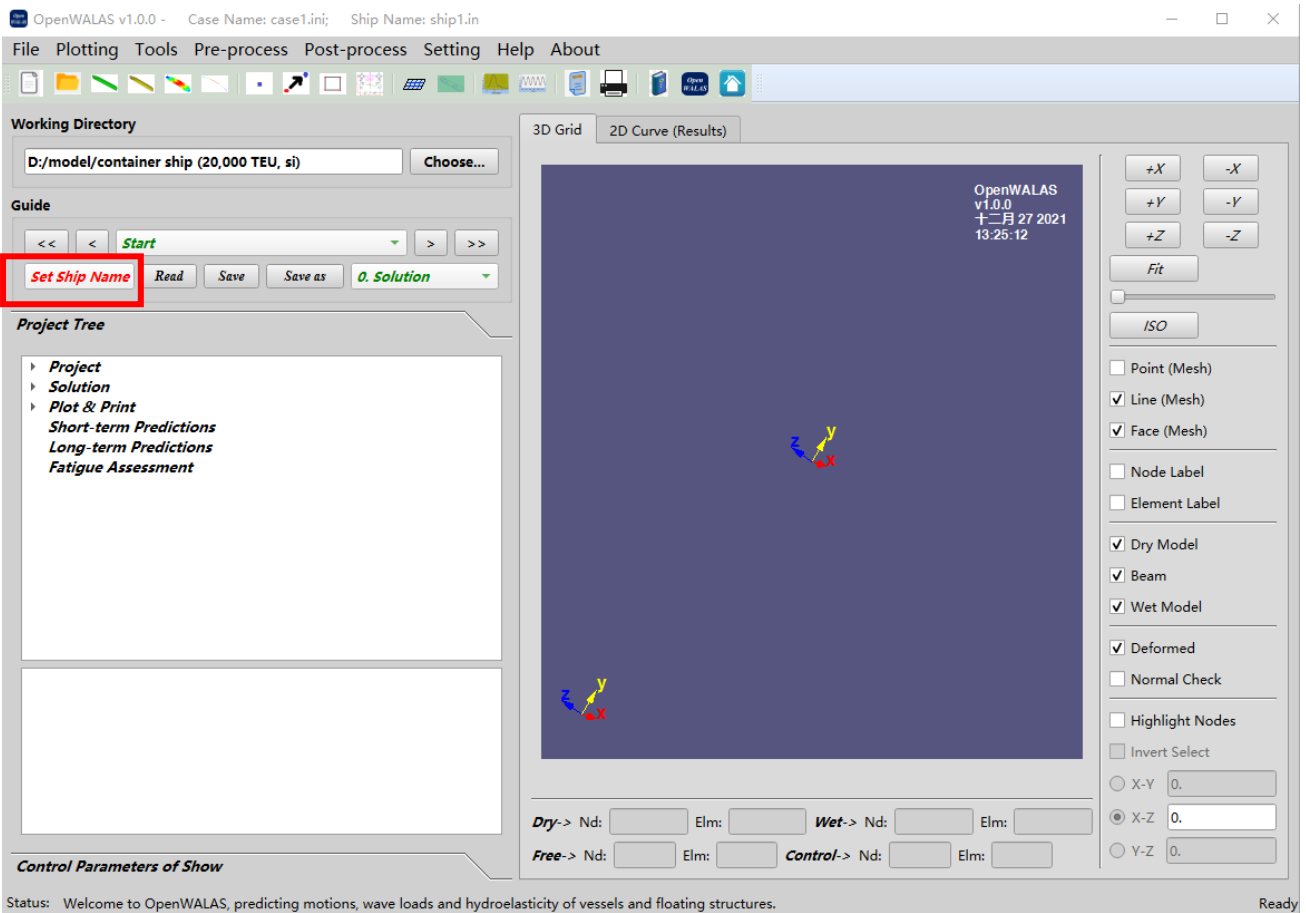 OpenWALAS v1.0.0 - Case Name: case1.ini; Ship Name: ship1.in
File Plotting Tools Pre-process Post-process Setting Help About
Open WALAS
Working Directory
D:/model/container ship (20,000 TEU, si)
Choose...
Guide
<< < Start > >>
Set Ship Name Read Save Save as 0. Solution
Project Tree
Project
Solution
Plot & Print
Short-term Predictions
Long-term Predictions
Fatigue Assessment
Control Parameters of Show
3D Grid 2D Curve (Results)
OpenWALAS
v1.0.0
十二月 27 2021
13:25:12
z y x
z y x
+X -X
+Y -Y
+Z -Z
Fit
ISO
Point (Mesh)
Line (Mesh)
Face (Mesh)
Node Label
Element Label
Dry Model
Beam
Wet Model
Deformed
Normal Check
Highlight Nodes
Invert Select
X-Y 0.
X-Z 0.
Y-Z 0.
Dry-> Nd: Elm: Wet-> Nd: Elm:
Free-> Nd: Elm: Control-> Nd: Elm:
Status: Welcome to OpenWALAS, predicting motions, wave loads and hydroelasticity of vessels and floating structures. Ready